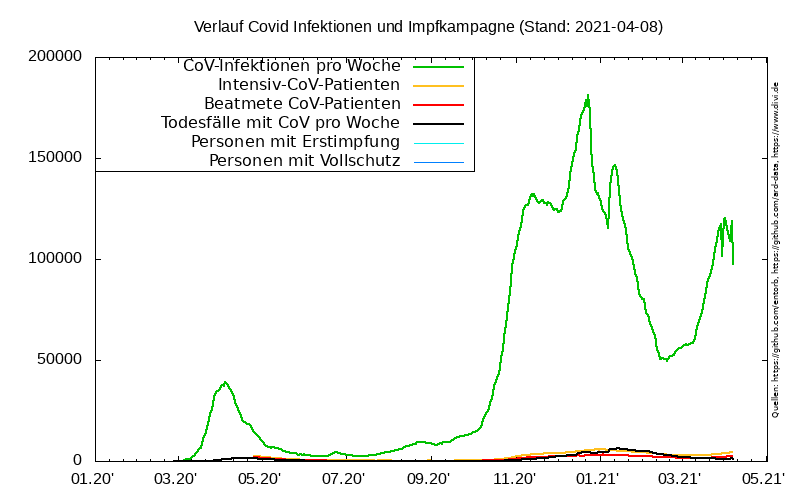 Verlauf Covid Infektionen und Impfkampagne (Stand: 2021-04-08)
200000
150000
100000
50000
0
CoV-Infektionen pro Woche
Intensiv-CoV-Patienten
Beatmete CoV-Patienten
Todesfälle mit CoV pro Woche
Personen mit Erstimpfung
Personen mit Vollschutz
01.20' 03.20' 05.20' 07.20' 09.20' 11.20' 01.21' 03.21' 05.21'
Quellen: https://github.com/entorb, https://github.com/ard-data, https://www.divi.de